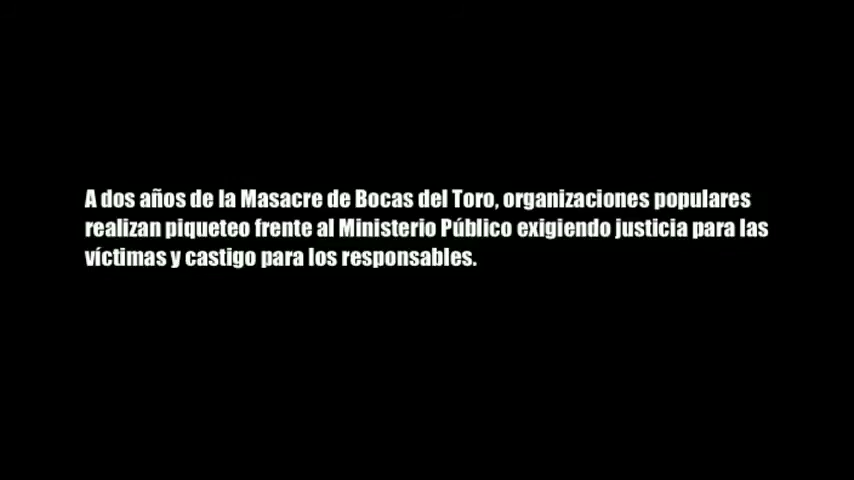 A dos años de la Masacre de Bocas del Toro, organizaciones populares
realizan piqueteo frente al Ministerio Público exigiendo justicia para las
víctimas y castigo para los responsables.